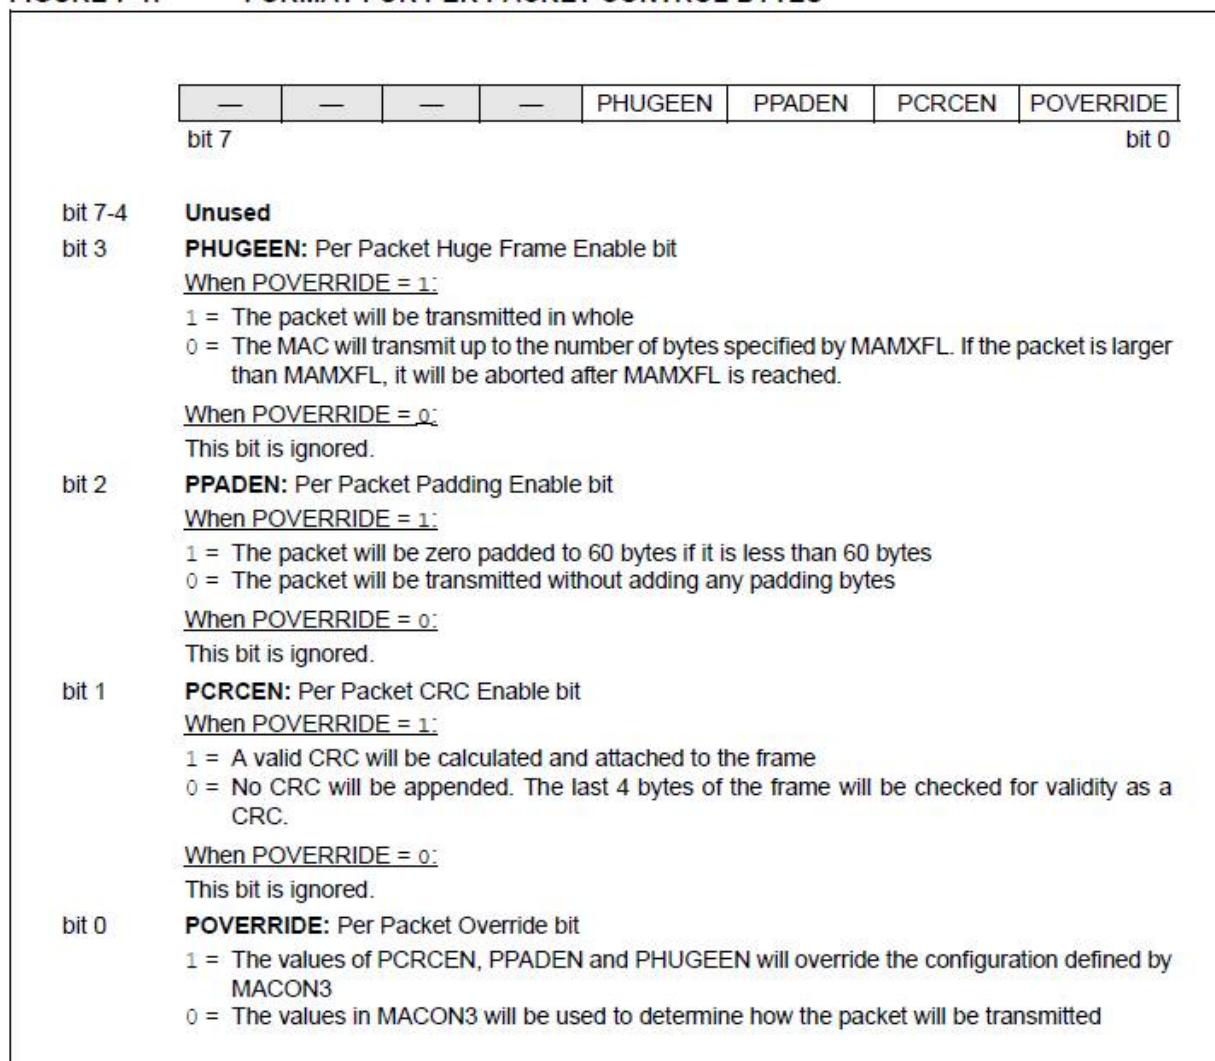 — — — — PHUGEEN PPADEN PCRCEN POVERRIDE
bit 7 bit 0
bit 7-4 Unused
bit 3 PHUGEEN: Per Packet Huge Frame Enable bit
When POVERRIDE = 1:
1 = The packet will be transmitted in whole
0 = The MAC will transmit up to the number of bytes specified by MAMXFL. If the packet is larger
than MAMXFL, it will be aborted after MAMXFL is reached.
When POVERRIDE = 0:
This bit is ignored.
bit 2 PPADEN: Per Packet Padding Enable bit
When POVERRIDE = 1:
1 = The packet will be zero padded to 60 bytes if it is less than 60 bytes
0 = The packet will be transmitted without adding any padding bytes
When POVERRIDE = 0:
This bit is ignored.
bit 1 PCRCEN: Per Packet CRC Enable bit
When POVERRIDE = 1:
1 = A valid CRC will be calculated and attached to the frame
0 = No CRC will be appended. The last 4 bytes of the frame will be checked for validity as a
CRC.
When POVERRIDE = 0:
This bit is ignored.
bit 0 POVERRIDE: Per Packet Override bit
1 = The values of PCRCEN, PPADEN and PHUGEEN will override the configuration defined by
MACON3
0 = The values in MACON3 will be used to determine how the packet will be transmitted